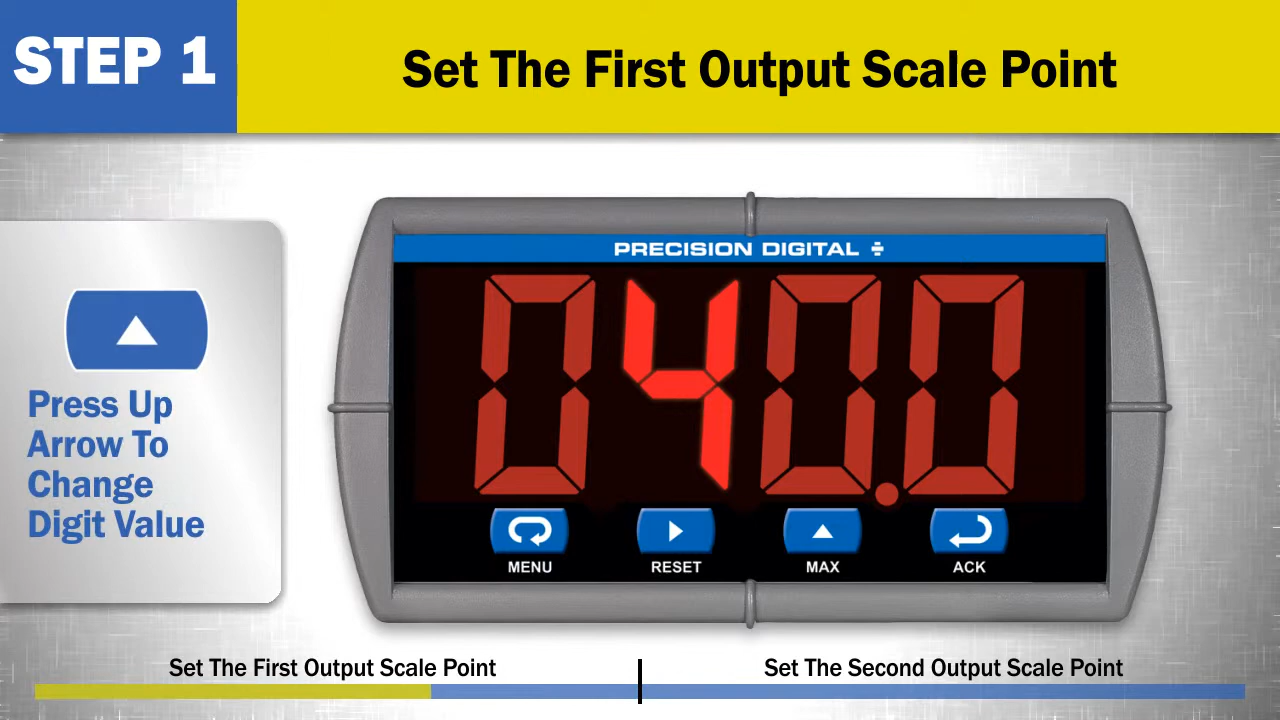 STEP 1
Set The First Output Scale Point
PRECISION DIGITAL
040.0
Press Up
Arrow To
Change
Digit Value
MENU
RESET
MAX
ACK
Set The First Output Scale Point
Set The Second Output Scale Point